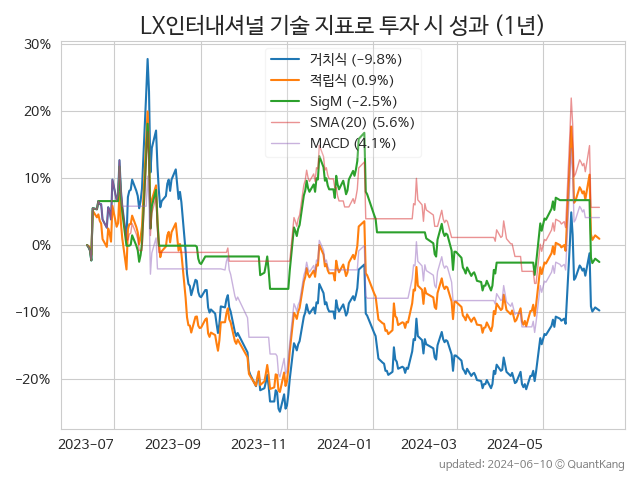 LX인터내셔널 기술 지표로 투자 시 성과 (1년)
30%
20%
10%
0%
−10%
−20%
거치식 (−9.8%)
적립식 (0.9%)
SigM (−2.5%)
SMA(20) (5.6%)
MACD (4.1%)
2023-07
2023-09
2023-11
2024-01
2024-03
2024-05
updated: 2024-06-10 © QuantKang